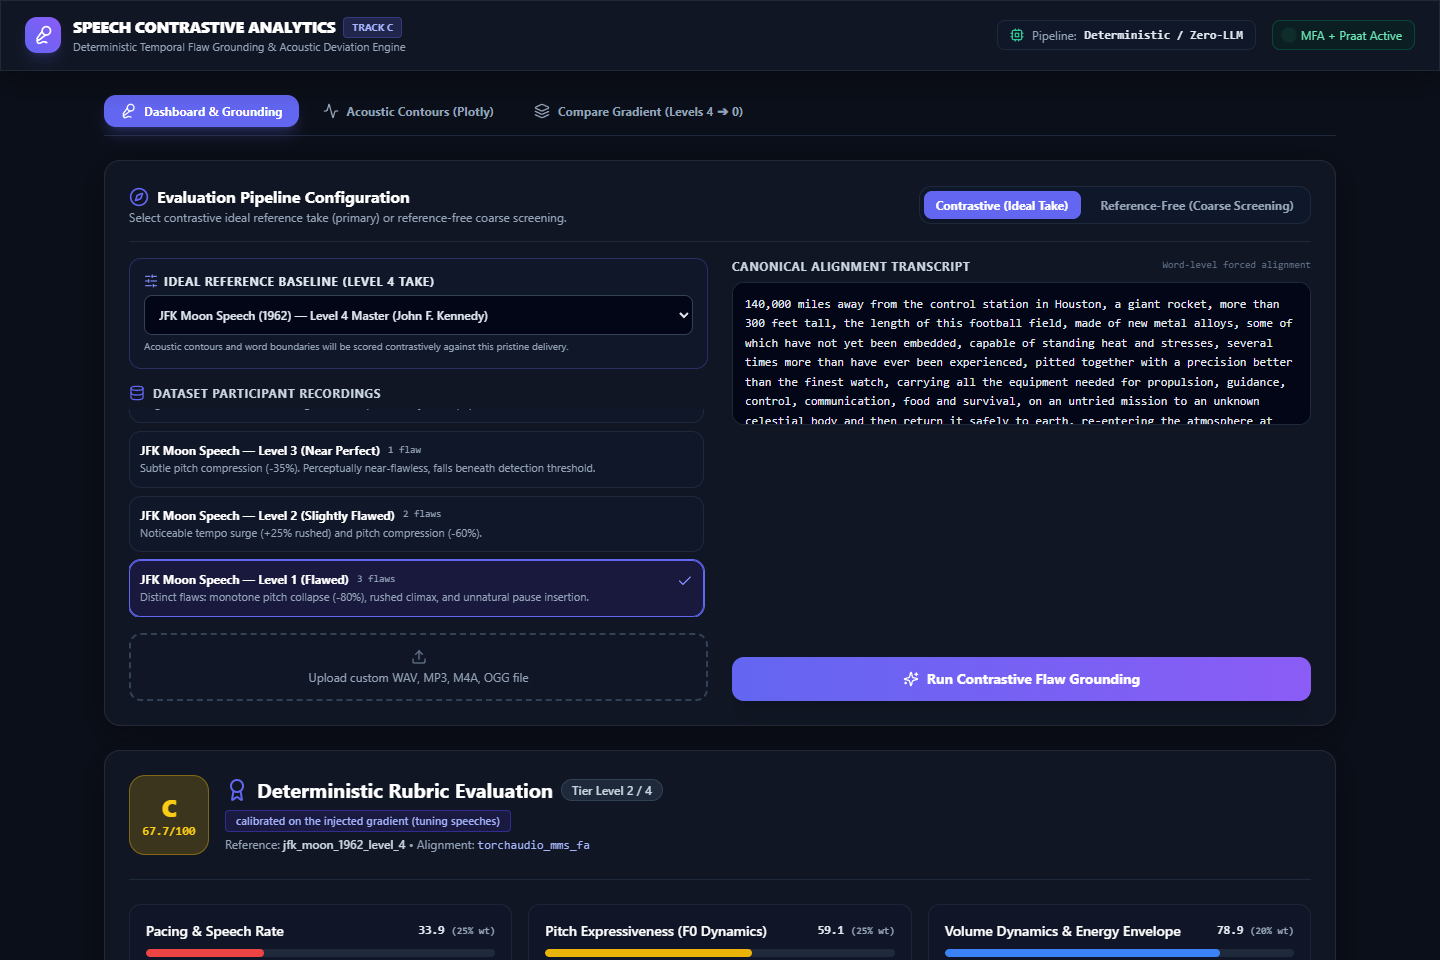 SPEECH CONTRASTIVE ANALYTICS TRACK C
Deterministic Temporal Flaw Grounding & Acoustic Deviation Engine
Pipeline: Deterministic / Zero-LLM
MFA + Praat Active
Dashboard & Grounding
Acoustic Contours (Plotly)
Compare Gradient (Levels 4 ➔ 0)
Evaluation Pipeline Configuration
Select contrastive ideal reference take (primary) or reference-free coarse screening.
Contrastive (Ideal Take)
Reference-Free (Coarse Screening)
IDEAL REFERENCE BASELINE (LEVEL 4 TAKE)
JFK Moon Speech (1962) — Level 4 Master (John F. Kennedy)
Acoustic contours and word boundaries will be scored contrastively against this pristine delivery.
DATASET PARTICIPANT RECORDINGS
JFK Moon Speech — Level 3 (Near Perfect) 1 flaw
Subtle pitch compression (-35%). Perceptually near-flawless, falls beneath detection threshold.
JFK Moon Speech — Level 2 (Slightly Flawed) 2 flaws
Noticeable tempo surge (+25% rushed) and pitch compression (-60%).
JFK Moon Speech — Level 1 (Flawed) 3 flaws
Distinct flaws: monotone pitch collapse (-80%), rushed climax, and unnatural pause insertion.
Upload custom WAV, MP3, M4A, OGG file
CANONICAL ALIGNMENT TRANSCRIPT
Word-level forced alignment
140,000 miles away from the control station in Houston, a giant rocket, more than
300 feet tall, the length of this football field, made of new metal alloys, some of
which have not yet been embedded, capable of standing heat and stresses, several
times more than have ever been experienced, pitted together with a precision better
than the finest watch, carrying all the equipment needed for propulsion, guidance,
control, communication, food and survival, on an untried mission to an unknown
celestial body and then return it safely to earth, re-entering the atmosphere at
Run Contrastive Flaw Grounding
C
67.7/100
Deterministic Rubric Evaluation Tier Level 2 / 4
calibrated on the injected gradient (tuning speeches)
Reference: jfk_moon_1962_level_4 • Alignment: torchaudio_mms_fa
Pacing & Speech Rate 33.9 (25% wt)
Pitch Expressiveness (F0 Dynamics) 59.1 (25% wt)
Volume Dynamics & Energy Envelope 78.9 (20% wt)